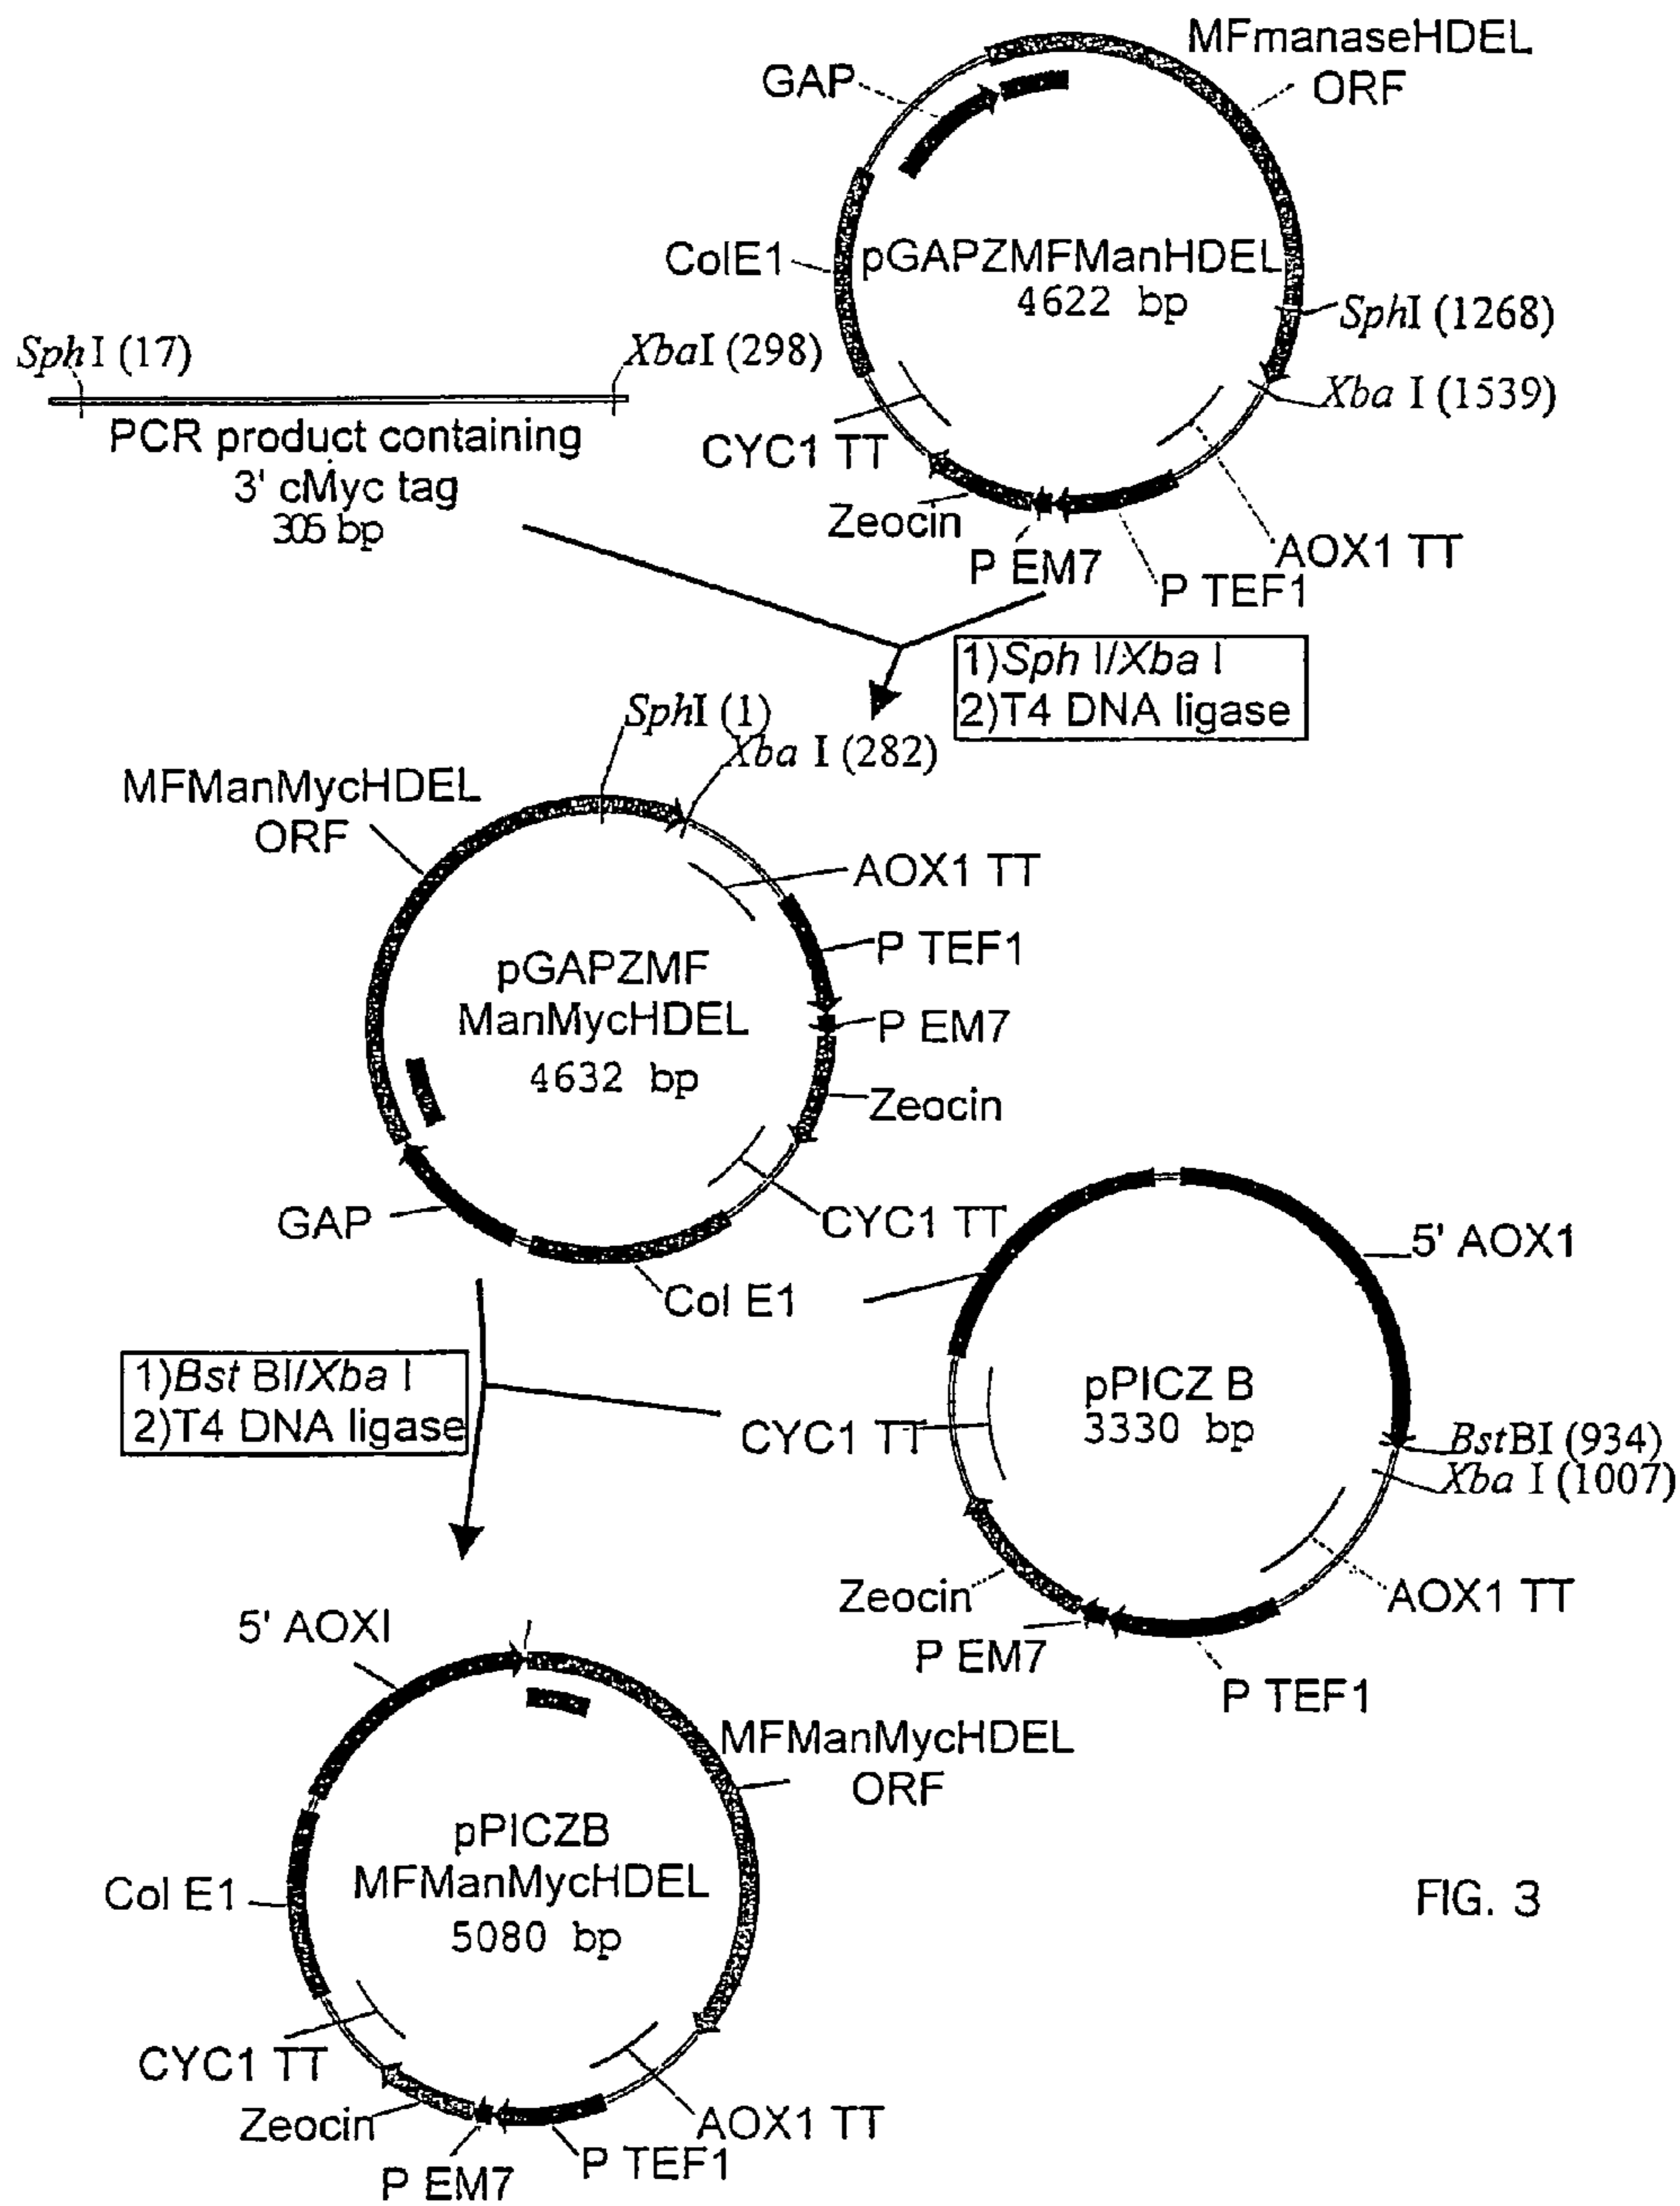 MFmanaseHDEL
ORF
GAP
ColE1
pGAPZMFManHDEL
4622 bp
SphI (1268)
Xba I (1539)
SphI (17)
XbaI (298)
PCR product containing
3' cMyc tag
305 bp
CYC1 TT
Zeocin
P EM7
P TEF1
AOX1 TT
1)Sph I/Xba I
2)T4 DNA ligase
SphI (1)
Xba I (282)
MFManMycHDEL
ORF
AOX1 TT
P TEF1
P EM7
Zeocin
pGAPZMF
ManMycHDEL
4632 bp
GAP
CYC1 TT
Col E1
5' AOX1
1)Bst BI/Xba I
2)T4 DNA ligase
CYC1 TT
pPICZ B
3330 bp
BstBI (934)
Xba I (1007)
Zeocin
P EM7
AOX1 TT
P TEF1
5' AOXI
MFManMycHDEL
ORF
pPICZB
MFManMycHDEL
5080 bp
Col E1
FIG. 3
CYC1 TT
Zeocin
P EM7
P TEF1
AOX1 TT